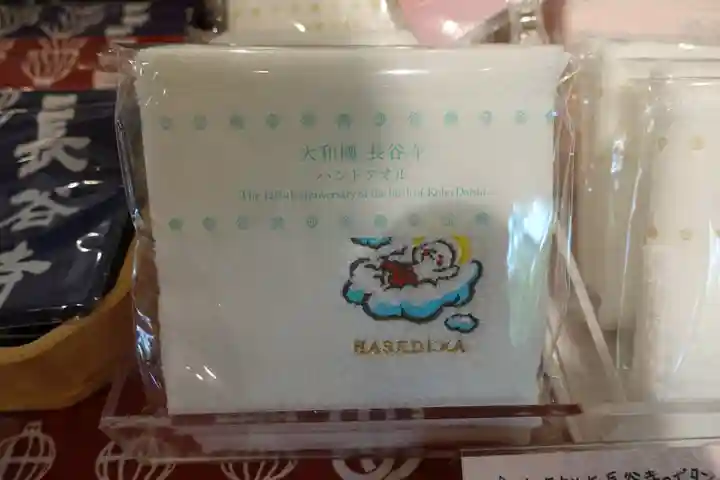 大和國 長谷寺
ハンドタオル
The 1250th anniversary of the birth of Kobo Daishi
HASEDERA
長谷寺